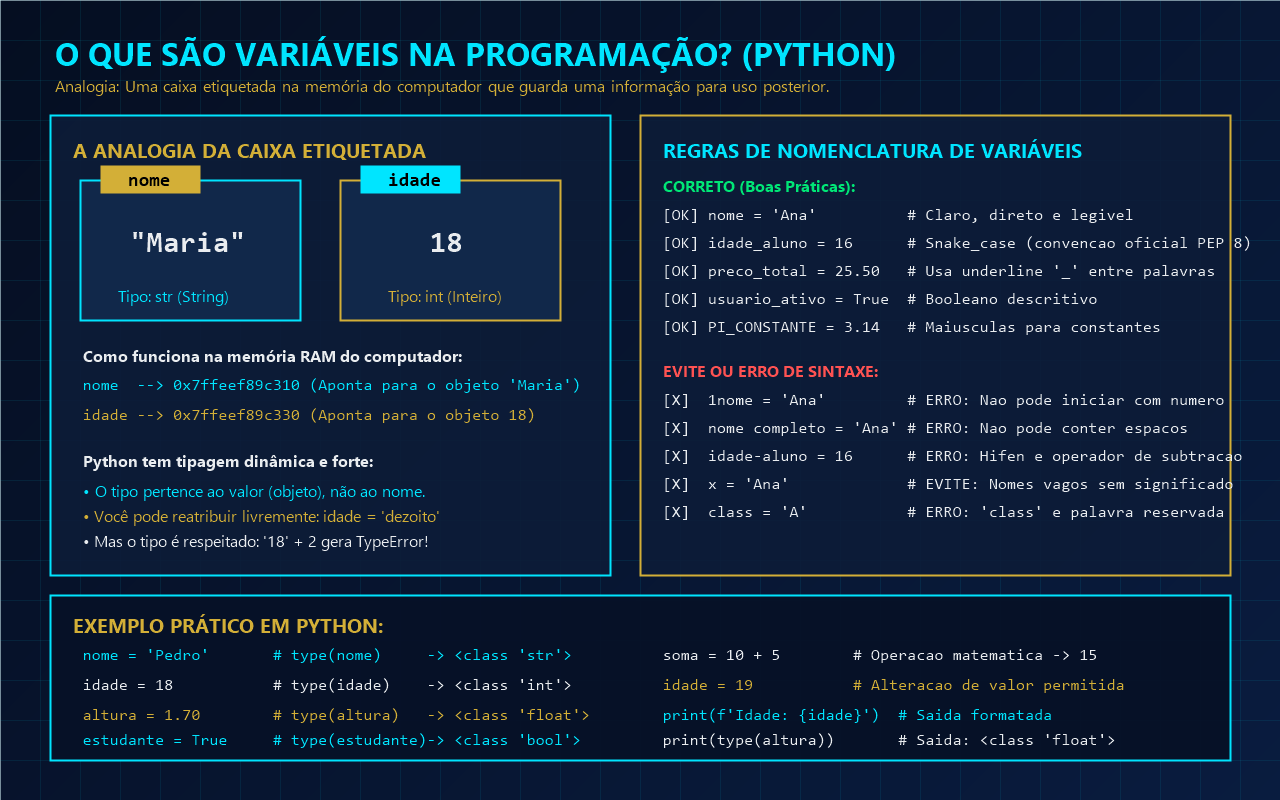 O QUE SÃO VARIÁVEIS NA PROGRAMAÇÃO? (PYTHON)
Analogia: Uma caixa etiquetada na memória do computador que guarda uma informação para uso posterior.
A ANALOGIA DA CAIXA ETIQUETADA
nome
"Maria"
Tipo: str (String)
idade
18
Tipo: int (Inteiro)
Como funciona na memória RAM do computador:
nome --> 0x7ffeef89c310 (Aponta para o objeto 'Maria')
idade --> 0x7ffeef89c330 (Aponta para o objeto 18)
Python tem tipagem dinâmica e forte:
• O tipo pertence ao valor (objeto), não ao nome.
• Você pode reatribuir livremente: idade = 'dezoito'
• Mas o tipo é respeitado: '18' + 2 gera TypeError!
REGRAS DE NOMENCLATURA DE VARIÁVEIS
CORRETO (Boas Práticas):
[OK] nome = 'Ana' # Claro, direto e legivel
[OK] idade_aluno = 16 # Snake_case (convencao oficial PEP 8)
[OK] preco_total = 25.50 # Usa underline '_' entre palavras
[OK] usuario_ativo = True # Booleano descritivo
[OK] PI_CONSTANTE = 3.14 # Maiusculas para constantes
EVITE OU ERRO DE SINTAXE:
[X] 1nome = 'Ana' # ERRO: Nao pode iniciar com numero
[X] nome completo = 'Ana' # ERRO: Nao pode conter espacos
[X] idade-aluno = 16 # ERRO: Hifen e operador de subtracao
[X] x = 'Ana' # EVITE: Nomes vagos sem significado
[X] class = 'A' # ERRO: 'class' e palavra reservada
EXEMPLO PRÁTICO EM PYTHON:
nome = 'Pedro' # type(nome) -> <class 'str'>
idade = 18 # type(idade) -> <class 'int'>
altura = 1.70 # type(altura) -> <class 'float'>
estudante = True # type(estudante)-> <class 'bool'>
soma = 10 + 5 # Operacao matematica -> 15
idade = 19 # Alteracao de valor permitida
print(f'Idade: {idade}') # Saida formatada
print(type(altura)) # Saida: <class 'float'>